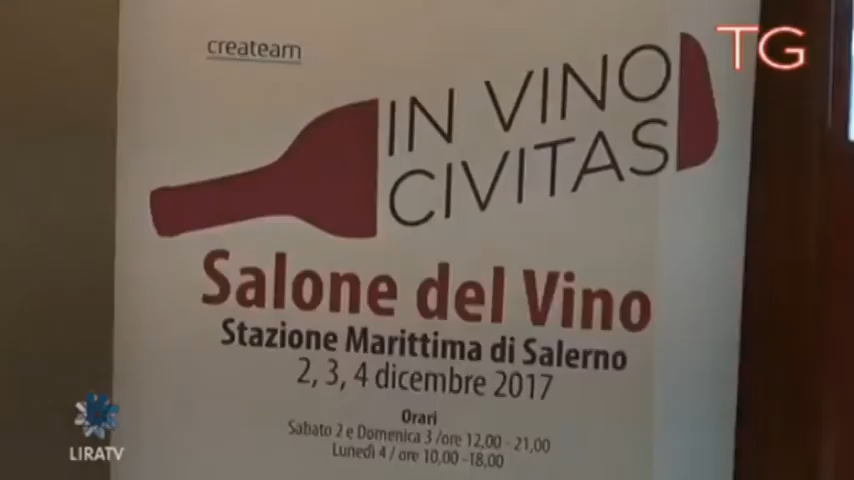 createam
TG
IN VINO
CIVITAS
Salone del Vino
Stazione Marittima di Salerno
2, 3, 4 dicembre 2017
Orari
Sabato 2 e Domenica 3 /ore 12,00 - 21,00
Lunedì 4 / ore 10,00 -18,00
LIRATV